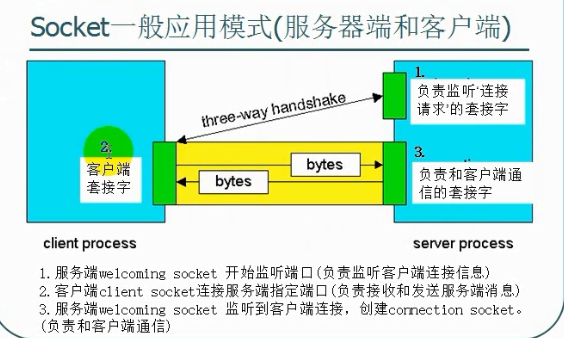 Socket一般应用模式(服务器端和客户端)
1.
负责监听‘连接
请求’的套接字
three-way handshake
2.
客户端
套接字
bytes
bytes
3.
负责和客户端通
信的套接字
client process
server process
1. 服务端welcoming socket 开始监听端口(负责监听客户端连接信息)
2. 客户端client socket连接服务端指定端口(负责接收和发送服务端消息)
3. 服务端welcoming socket 监听到客户端连接，创建connection socket。
(负责和客户端通信)